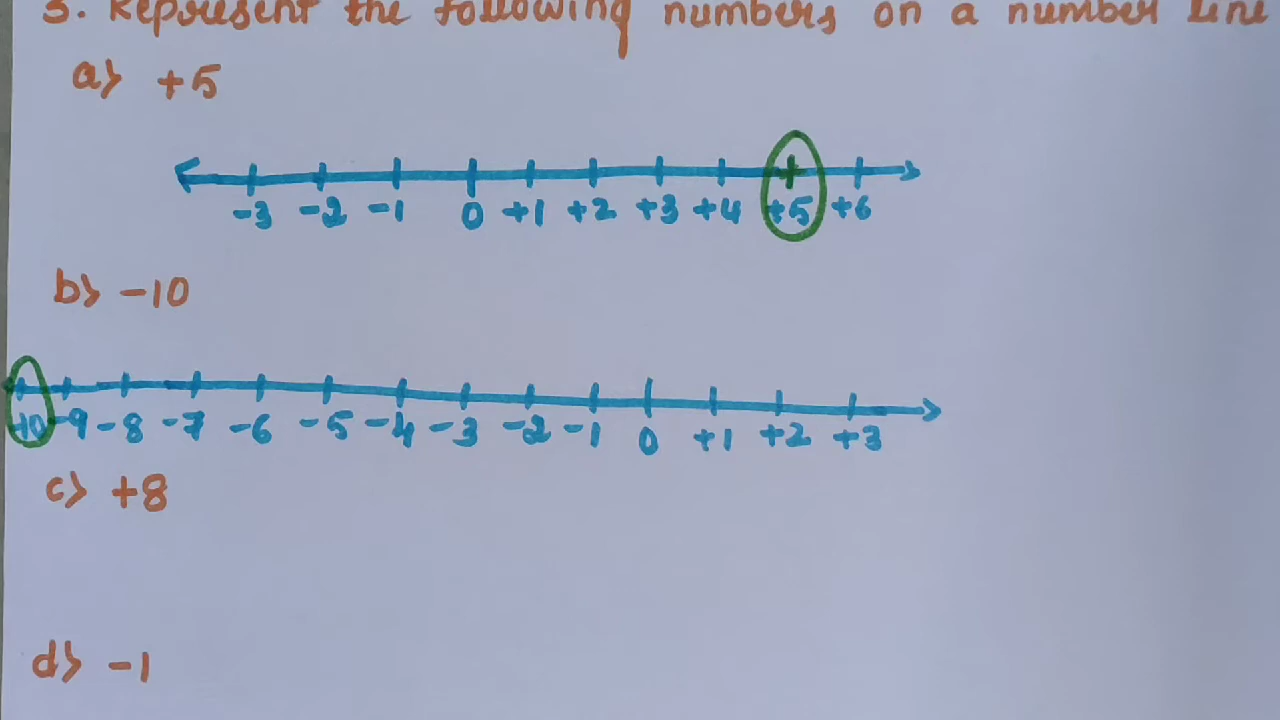 3. Represent the following numbers on a number line
a) +5
-3 -2 -1 0 +1 +2 +3 +4 +5 +6
b) -10
-10 -9 -8 -7 -6 -5 -4 -3 -2 -1 0 +1 +2 +3
c) +8
d) -1